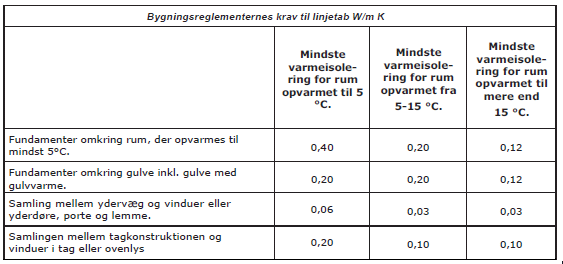 Bygningsreglementernes krav til linjetab W/m K
Mindste
varmeisole-
ring for rum
opvarmet til 5
°C.
Mindste
varmeisole-
ring for rum
opvarmet fra
5-15 °C.
Mindste
varmeisole-
ring for rum
opvarmet til
mere end
15 °C.
Fundamenter omkring rum, der opvarmes til
mindst 5°C.
0,40
0,20
0,12
Fundamenter omkring gulve inkl. gulve med
gulvvarme.
0,20
0,20
0,12
Samling mellem ydervæg og vinduer eller
yderdøre, porte og lemme.
0,06
0,03
0,03
Samlingen mellem tagkonstruktionen og
vinduer i tag eller ovenlys
0,20
0,10
0,10